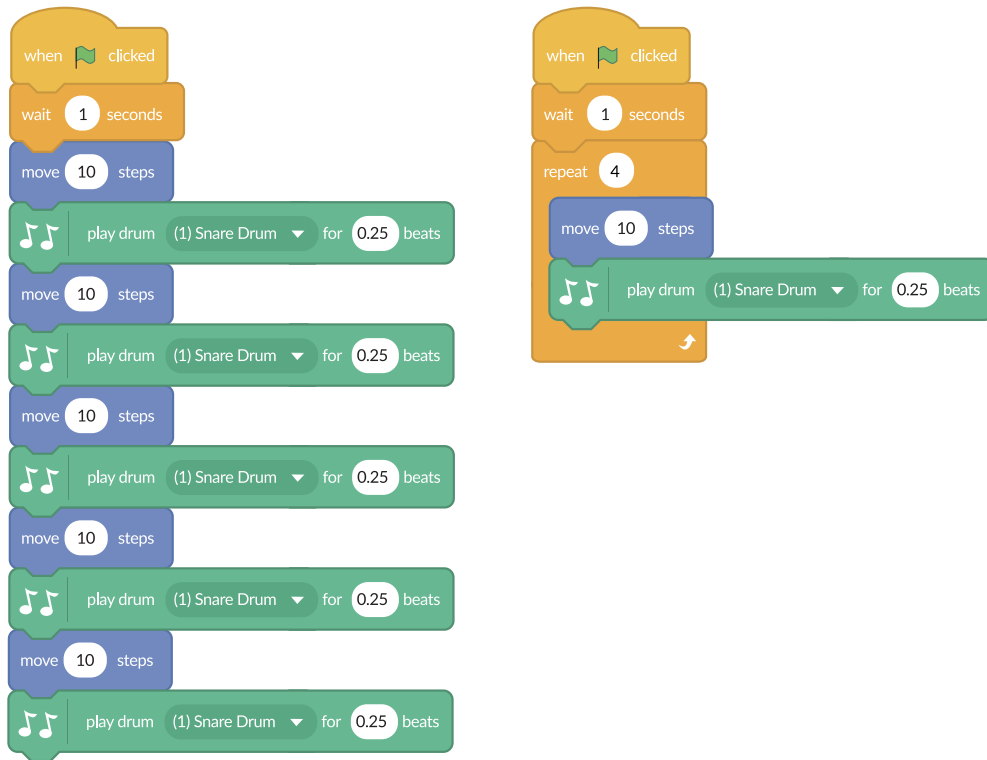 when clicked
wait 1 seconds
move 10 steps
play drum (1) Snare Drum for 0.25 beats
move 10 steps
play drum (1) Snare Drum for 0.25 beats
move 10 steps
play drum (1) Snare Drum for 0.25 beats
move 10 steps
play drum (1) Snare Drum for 0.25 beats
move 10 steps
play drum (1) Snare Drum for 0.25 beats
when clicked
wait 1 seconds
repeat 4
move 10 steps
play drum (1) Snare Drum for 0.25 beats